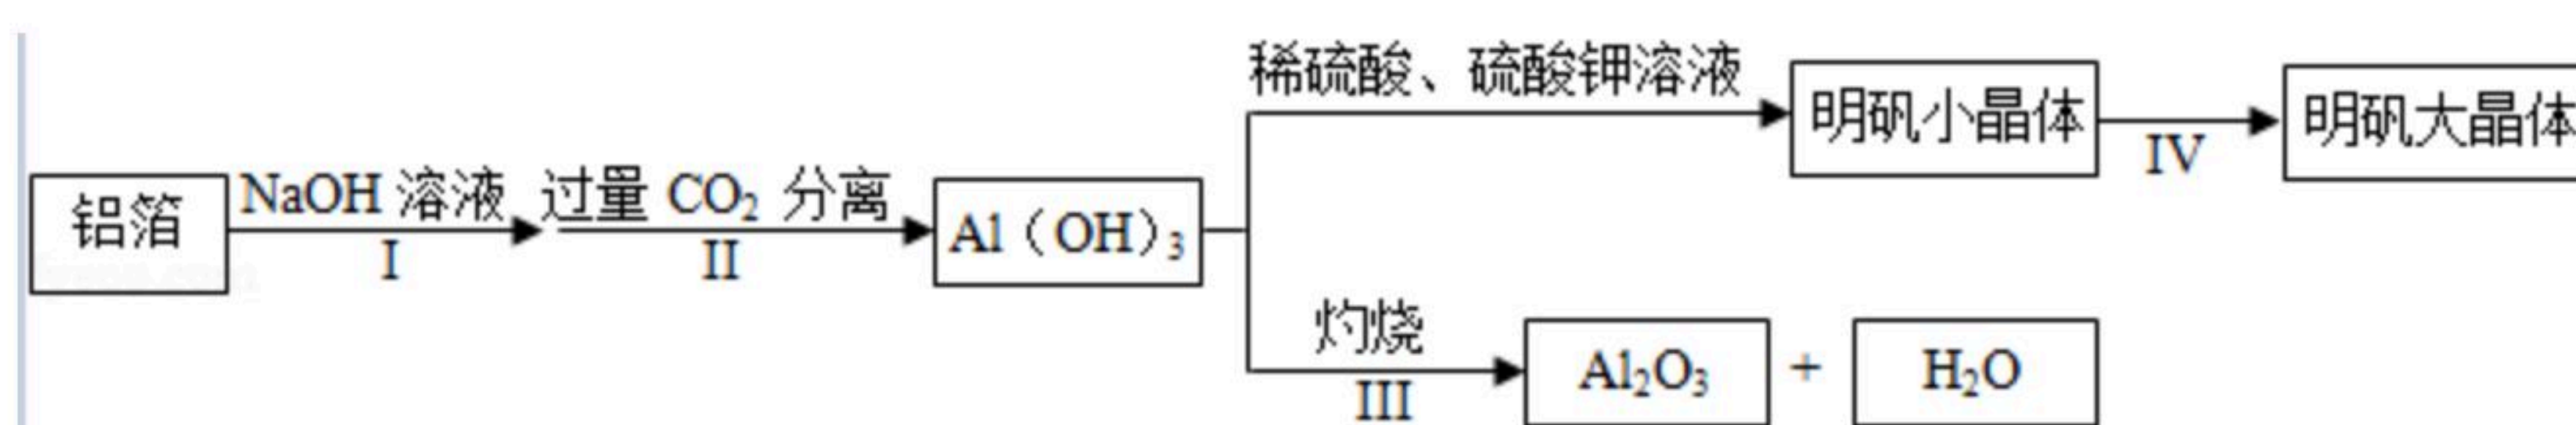 稀硫酸、硫酸钾溶液
明矾小晶体
IV
明矾大晶体
铝箔
NaOH 溶液
I
过量 CO₂ 分离
II
Al（OH）₃
灼烧
III
Al₂O₃
+
H₂O